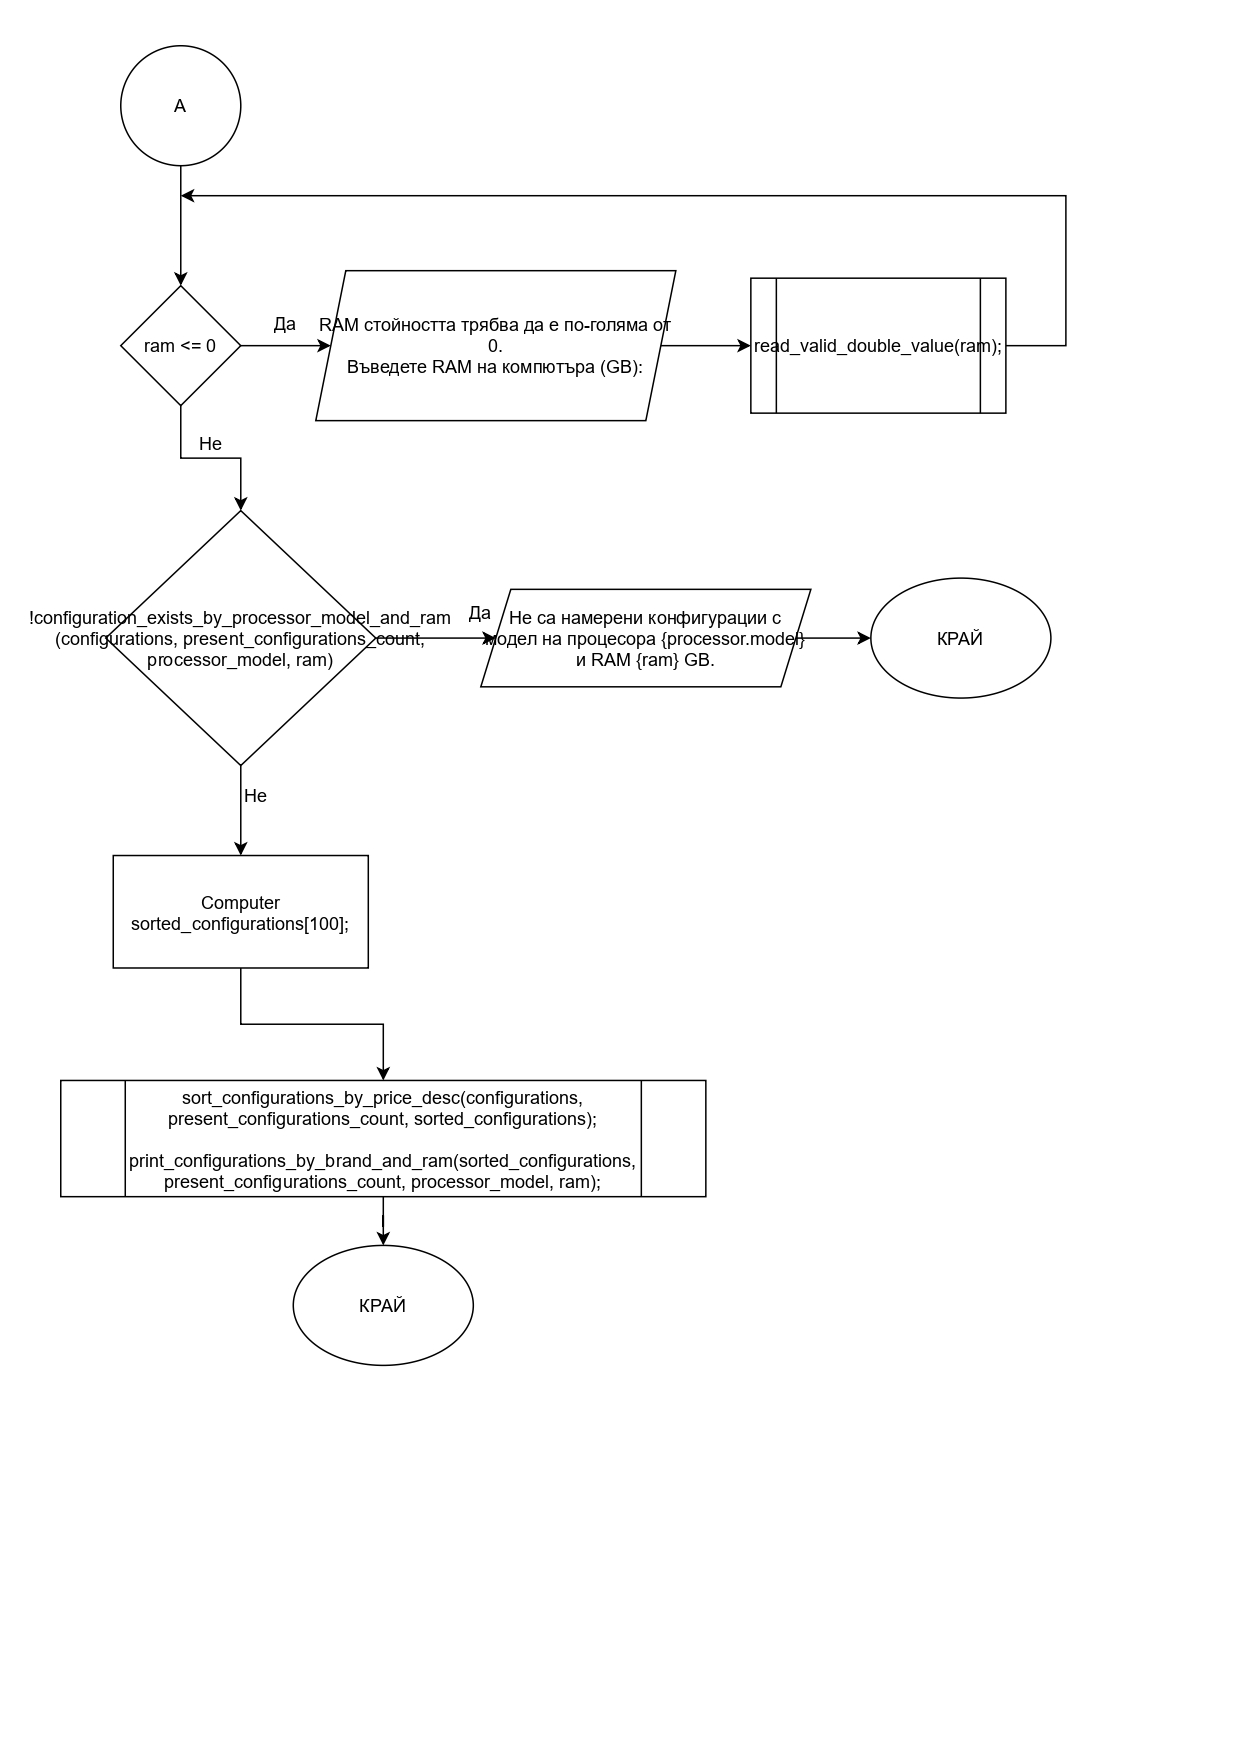 A
ram <= 0
Да
RAM стойността трябва да е по-голяма от
0.
Въведете RAM на компютъра (GB):
read_valid_double_value(ram);
Не
!configuration_exists_by_processor_model_and_ram
(configurations, present_configurations_count,
processor_model, ram)
Да
Не са намерени конфигурации с
модел на процесора {processor.model}
и RAM {ram} GB.
КРАЙ
Не
Computer
sorted_configurations[100];
sort_configurations_by_price_desc(configurations,
present_configurations_count, sorted_configurations);
print_configurations_by_brand_and_ram(sorted_configurations,
present_configurations_count, processor_model, ram);
КРАЙ